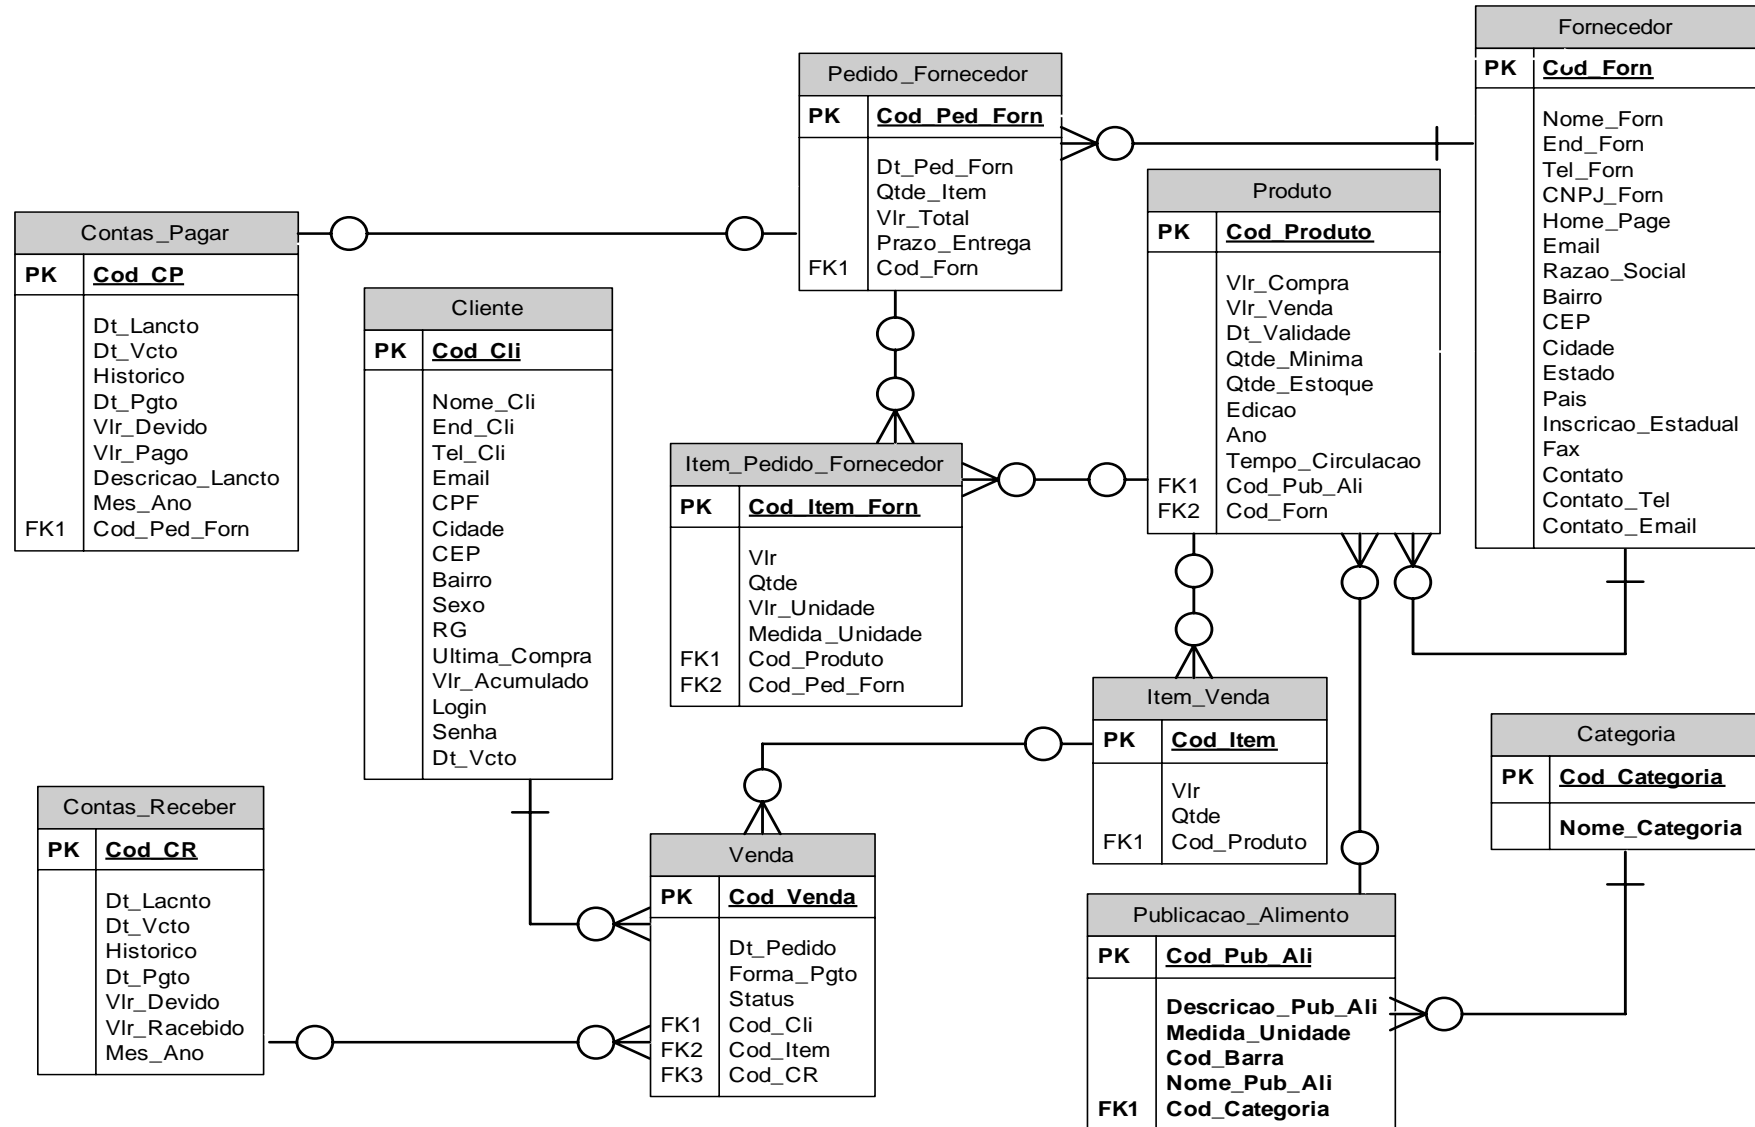 Fornecedor
PK Cod_Forn
Nome_Forn
End_Forn
Tel_Forn
CNPJ_Forn
Home_Page
Email
Razao_Social
Bairro
CEP
Cidade
Estado
Pais
Inscricao_Estadual
Fax
Contato
Contato_Tel
Contato_Email
Pedido_Fornecedor
PK Cod_Ped_Forn
Dt_Ped_Forn
Qtde_Item
Vlr_Total
Prazo_Entrega
FK1 Cod_Forn
Produto
PK Cod_Produto
Vlr_Compra
Vlr_Venda
Dt_Validade
Qtde_Minima
Qtde_Estoque
Edicao
Ano
Tempo_Circulacao
FK1 Cod_Pub_Ali
FK2 Cod_Forn
Contas_Pagar
PK Cod_CP
Dt_Lancto
Dt_Vcto
Historico
Dt_Pgto
Vlr_Devido
Vlr_Pago
Descricao_Lancto
Mes_Ano
FK1 Cod_Ped_Forn
Cliente
PK Cod_Cli
Nome_Cli
End_Cli
Tel_Cli
Email
CPF
Cidade
CEP
Bairro
Sexo
RG
Ultima_Compra
Vlr_Acumulado
Login
Senha
Dt_Vcto
Item_Pedido_Fornecedor
PK Cod_Item_Forn
Vlr
Qtde
Vlr_Unidade
Medida_Unidade
FK1 Cod_Produto
FK2 Cod_Ped_Forn
Item_Venda
PK Cod_Item
Vlr
Qtde
FK1 Cod_Produto
Categoria
PK Cod_Categoria
Nome_Categoria
Contas_Receber
PK Cod_CR
Dt_Lacnto
Dt_Vcto
Historico
Dt_Pgto
Vlr_Devido
Vlr_Racebido
Mes_Ano
Venda
PK Cod_Venda
Dt_Pedido
Forma_Pgto
Status
FK1 Cod_Cli
FK2 Cod_Item
FK3 Cod_CR
Publicacao_Alimento
PK Cod_Pub_Ali
Descricao_Pub_Ali
Medida_Unidade
Cod_Barra
Nome_Pub_Ali
FK1 Cod_Categoria